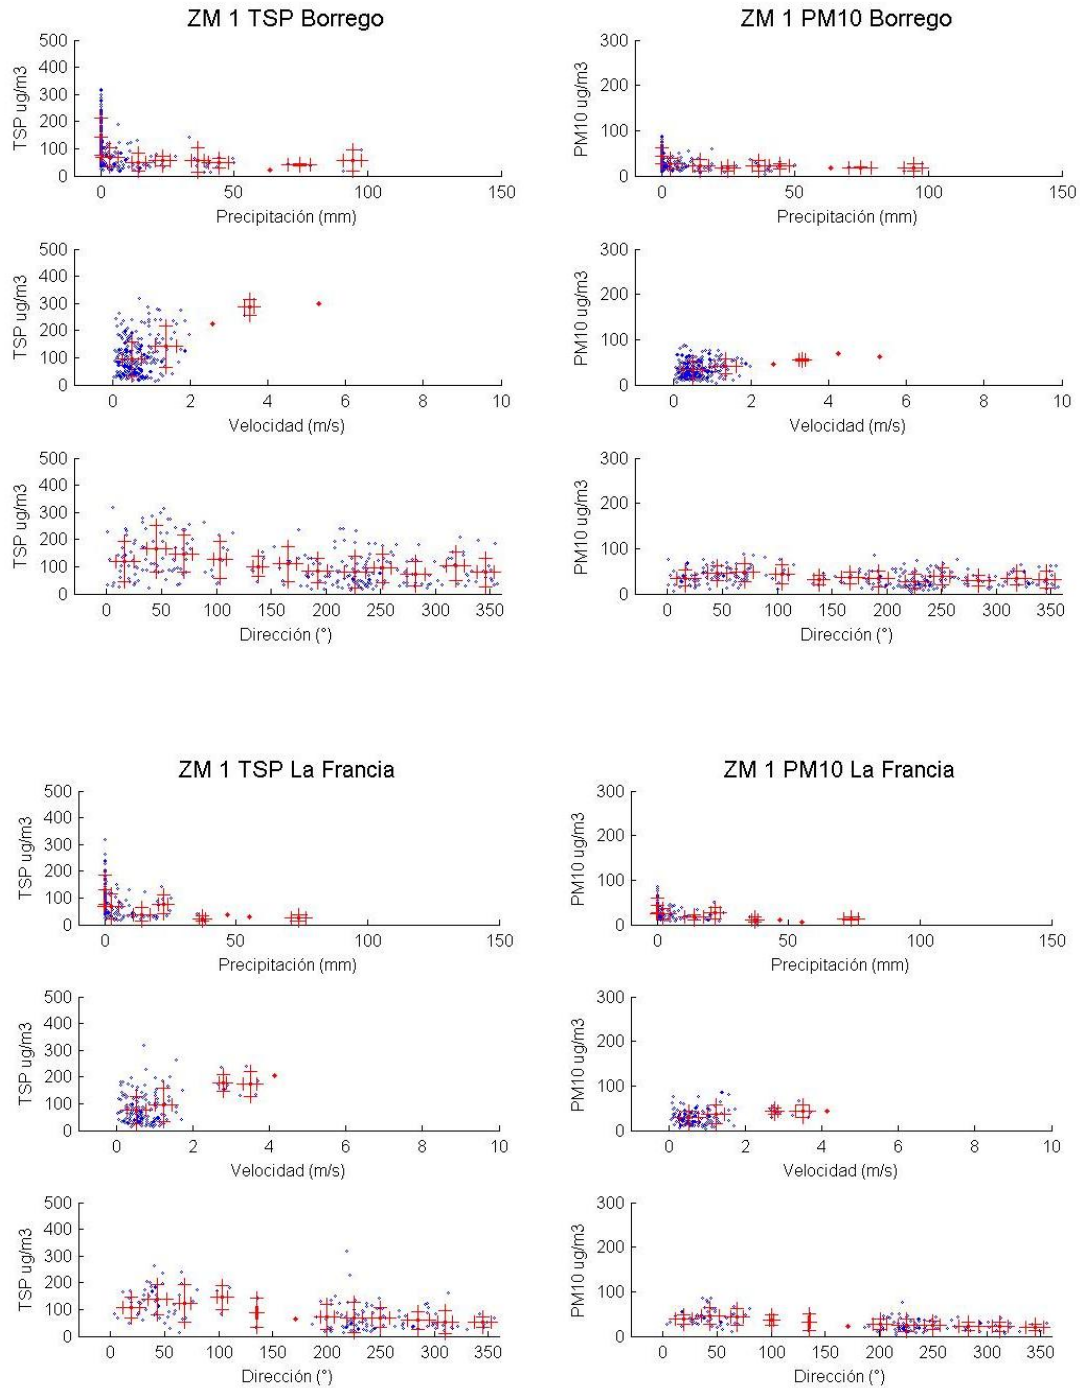 ZM 1 TSP Borrego
TSP ug/m3
500
400
300
200
100
0
0 50 100 150
Precipitación (mm)
TSP ug/m3
500
400
300
200
100
0
0 2 4 6 8 10
Velocidad (m/s)
TSP ug/m3
500
400
300
200
100
0
0 50 100 150 200 250 300 350
Dirección (°)
ZM 1 PM10 Borrego
PM10 ug/m3
300
200
100
0
0 50 100 150
Precipitación (mm)
PM10 ug/m3
300
200
100
0
0 2 4 6 8 10
Velocidad (m/s)
PM10 ug/m3
300
200
100
0
0 50 100 150 200 250 300 350
Dirección (°)
ZM 1 TSP La Francia
TSP ug/m3
500
400
300
200
100
0
0 50 100 150
Precipitación (mm)
TSP ug/m3
500
400
300
200
100
0
0 2 4 6 8 10
Velocidad (m/s)
TSP ug/m3
500
400
300
200
100
0
0 50 100 150 200 250 300 350
Dirección (°)
ZM 1 PM10 La Francia
PM10 ug/m3
300
200
100
0
0 50 100 150
Precipitación (mm)
PM10 ug/m3
300
200
100
0
0 2 4 6 8 10
Velocidad (m/s)
PM10 ug/m3
300
200
100
0
0 50 100 150 200 250 300 350
Dirección (°)